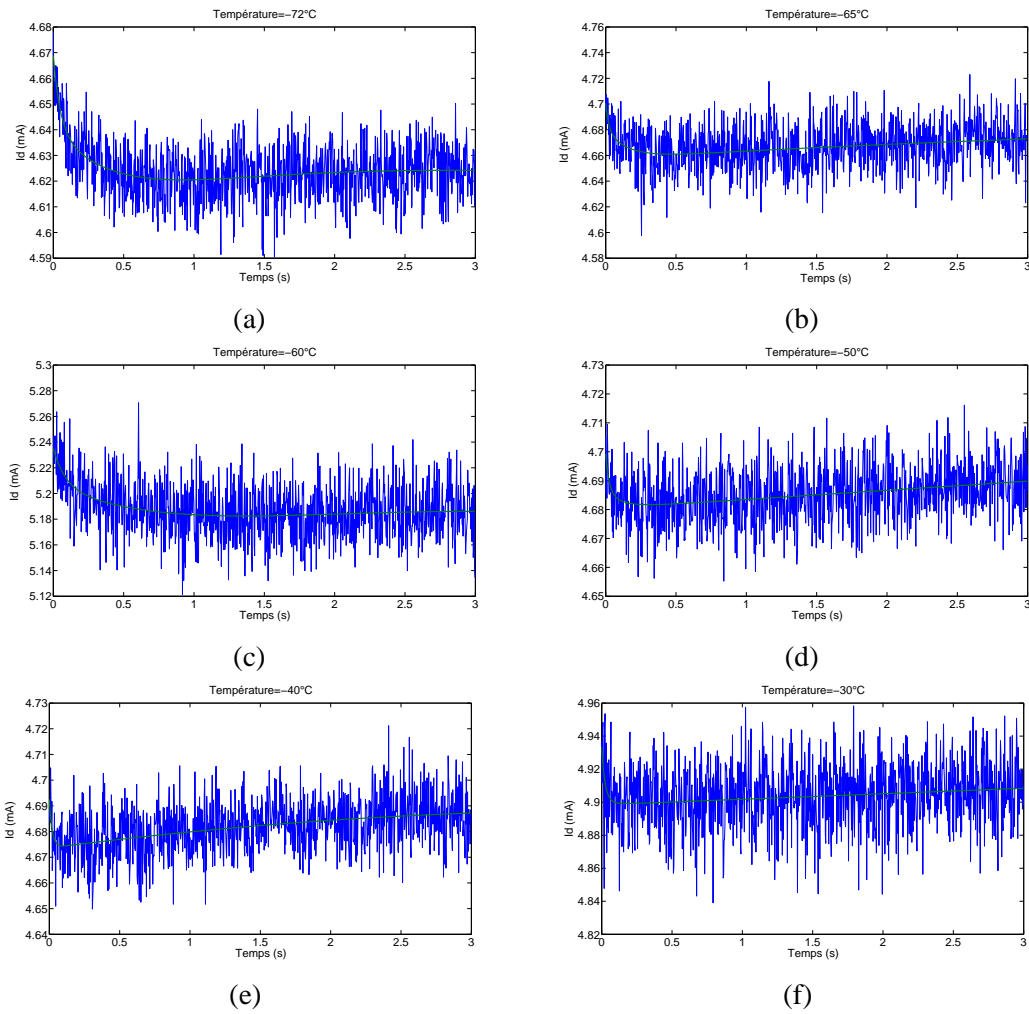 Température=−72°C
4.68
4.67
4.66
4.65
4.64
4.63
4.62
4.61
4.6
4.59
Id (mA)
0 0.5 1 1.5 2 2.5 3
Temps (s)
(a)
Température=−65°C
4.76
4.74
4.72
4.7
4.68
4.66
4.64
4.62
4.6
4.58
Id (mA)
0 0.5 1 1.5 2 2.5 3
Temps (s)
(b)
Température=−60°C
5.3
5.28
5.26
5.24
5.22
5.2
5.18
5.16
5.14
5.12
Id (mA)
0 0.5 1 1.5 2 2.5 3
Temps (s)
(c)
Température=−50°C
4.73
4.72
4.71
4.7
4.69
4.68
4.67
4.66
4.65
Id (mA)
0 0.5 1 1.5 2 2.5 3
Temps (s)
(d)
Température=−40°C
4.73
4.72
4.71
4.7
4.69
4.68
4.67
4.66
4.65
4.64
Id (mA)
0 0.5 1 1.5 2 2.5 3
Temps (s)
(e)
Température=−30°C
4.96
4.94
4.92
4.9
4.88
4.86
4.84
4.82
Id (mA)
0 0.5 1 1.5 2 2.5 3
Temps (s)
(f)